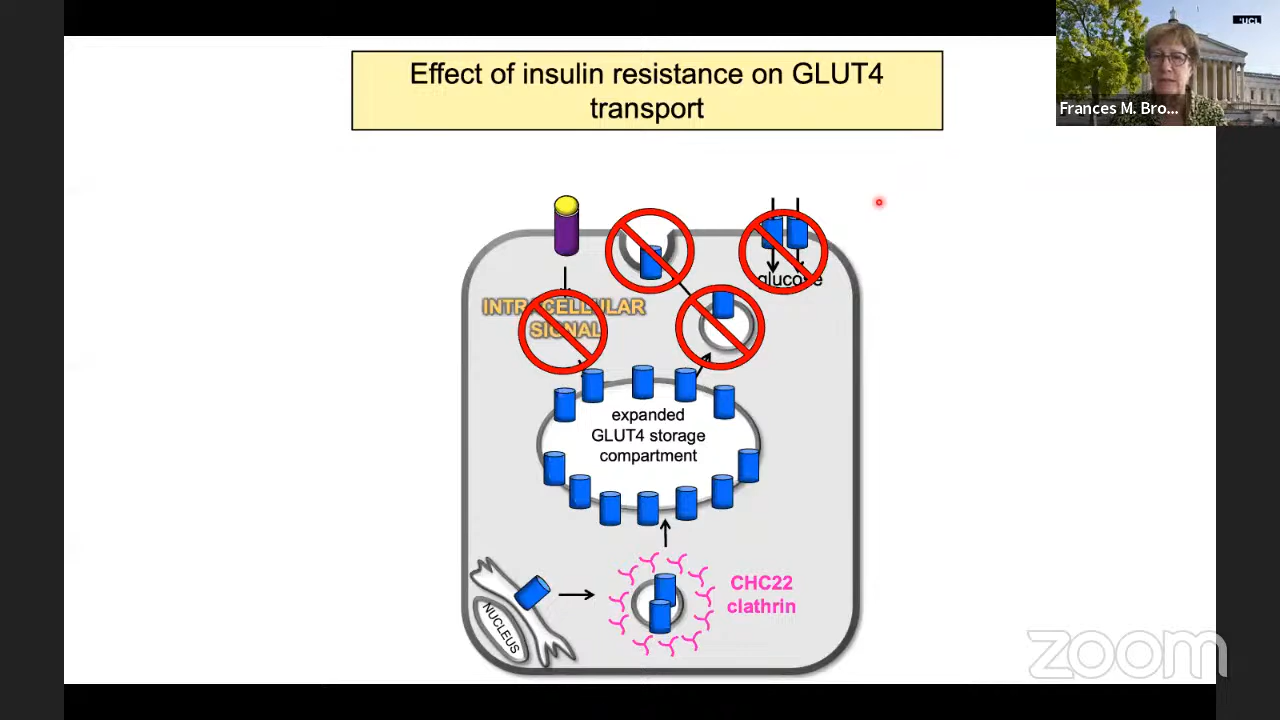 Effect of insulin resistance on GLUT4
transport
UCL
Frances M. Bro...
glucose
INTRACELLULAR
SIGNAL
expanded
GLUT4 storage
compartment
CHC22
clathrin
NUCLEUS
zoom